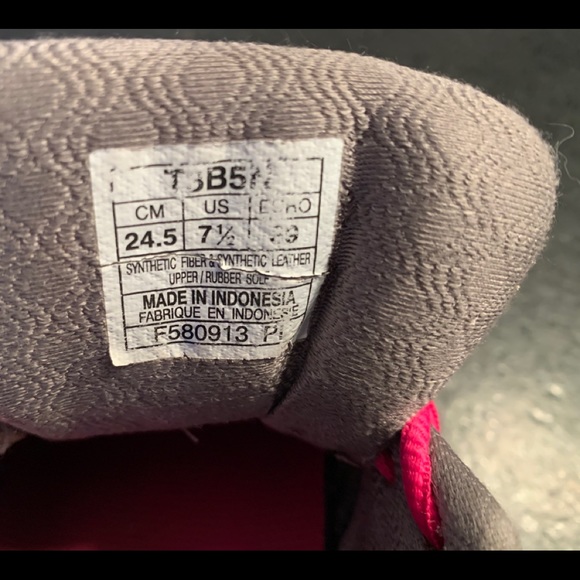 CM US
24.5 7½
SYNTHETIC FIBER & SYNTHETIC LEATHER
UPPER / RUBBER SOLE
MADE IN INDONESIA
FABRIQUE EN INDONESIE
F580913